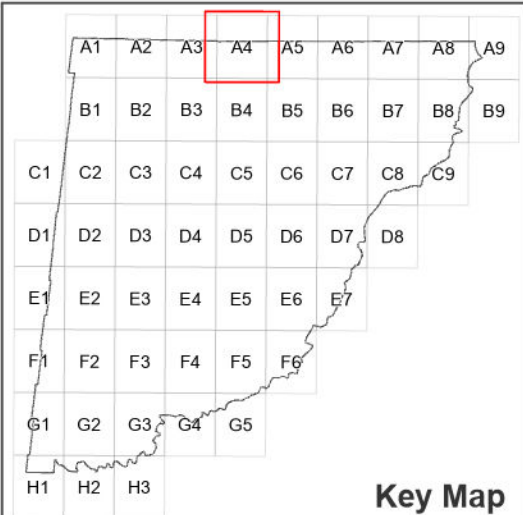 A1 A2 A3 A4 A5 A6 A7 A8 A9
B1 B2 B3 B4 B5 B6 B7 B8 B9
C1 C2 C3 C4 C5 C6 C7 C8 C9
D1 D2 D3 D4 D5 D6 D7 D8
E1 E2 E3 E4 E5 E6 E7
F1 F2 F3 F4 F5 F6
G1 G2 G3 G4 G5
H1 H2 H3
Key Map